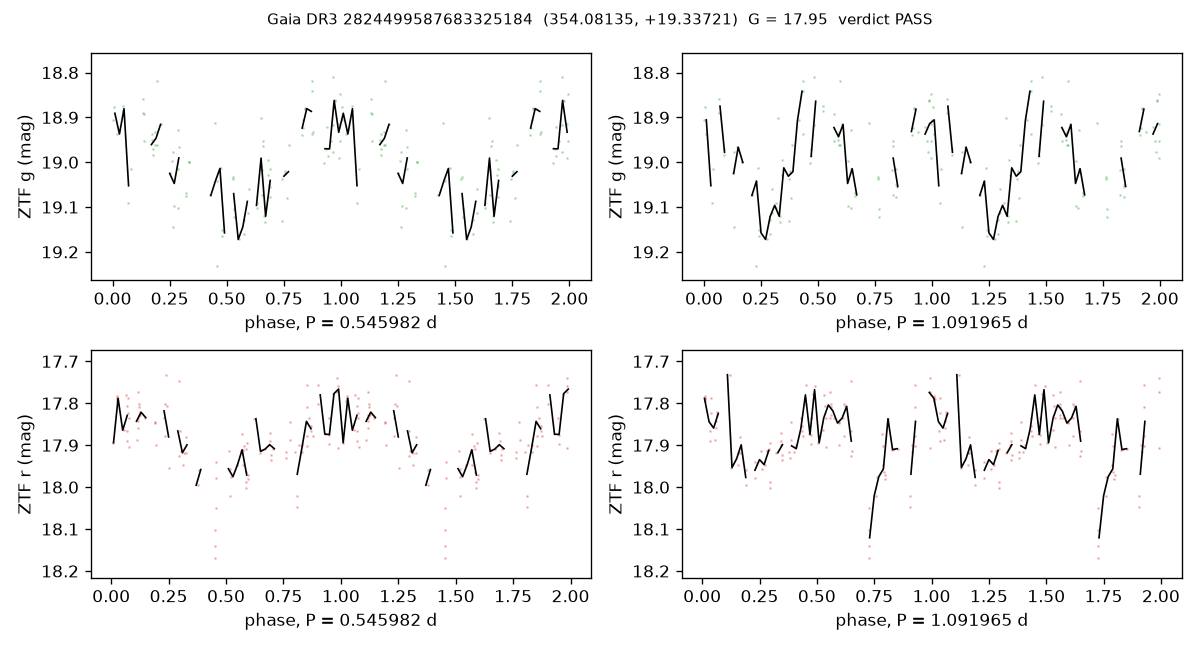 Gaia DR3 2824499587683325184 (354.08135, +19.33721) G = 17.95 verdict PASS
ZTF g (mag)
18.8
18.9
19.0
19.1
19.2
0.00 0.25 0.50 0.75 1.00 1.25 1.50 1.75 2.00
phase, P = 0.545982 d
ZTF g (mag)
18.8
18.9
19.0
19.1
19.2
0.00 0.25 0.50 0.75 1.00 1.25 1.50 1.75 2.00
phase, P = 1.091965 d
ZTF r (mag)
17.7
17.8
17.9
18.0
18.1
18.2
0.00 0.25 0.50 0.75 1.00 1.25 1.50 1.75 2.00
phase, P = 0.545982 d
ZTF r (mag)
17.7
17.8
17.9
18.0
18.1
18.2
0.00 0.25 0.50 0.75 1.00 1.25 1.50 1.75 2.00
phase, P = 1.091965 d